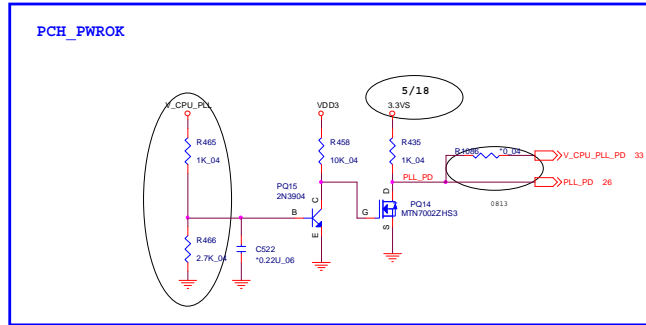 PCH_PWROK
5/18
V_CPU_PLL
VDD3
3.3VS
R465
1K_04
R458
10K_04
R435
1K_04
R1086
*0_04
V_CPU_PLL_PD 33
PLL_PD
PLL_PD 26
0813
PQ15
2N3904
B
C
E
G
D
S
PQ14
MTN7002ZHS3
R466
2.7K_04
C522
*0.22U_06